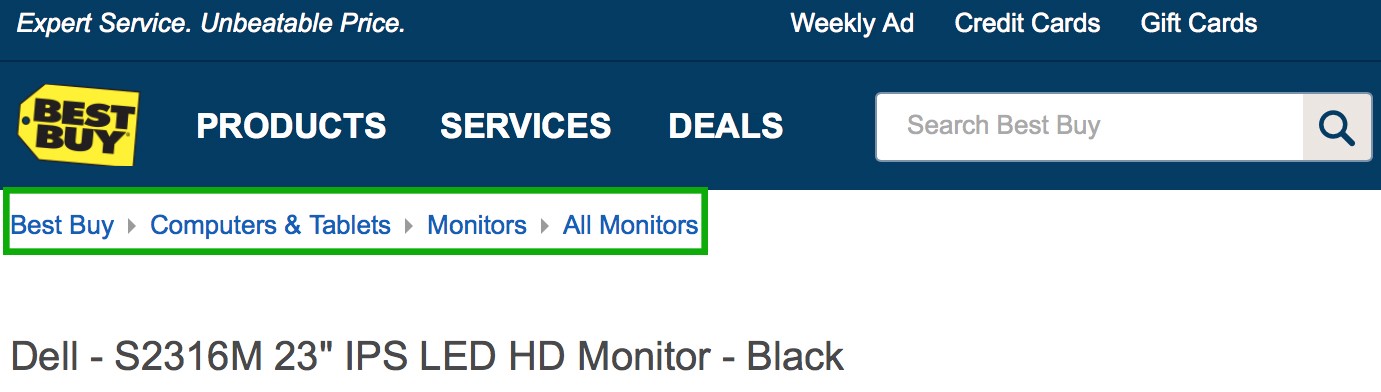 Expert Service. Unbeatable Price.
Weekly Ad Credit Cards Gift Cards
BEST
BUY
PRODUCTS SERVICES DEALS
Search Best Buy
Best Buy Computers & Tablets Monitors All Monitors
Dell - S2316M 23" IPS LED HD Monitor - Black